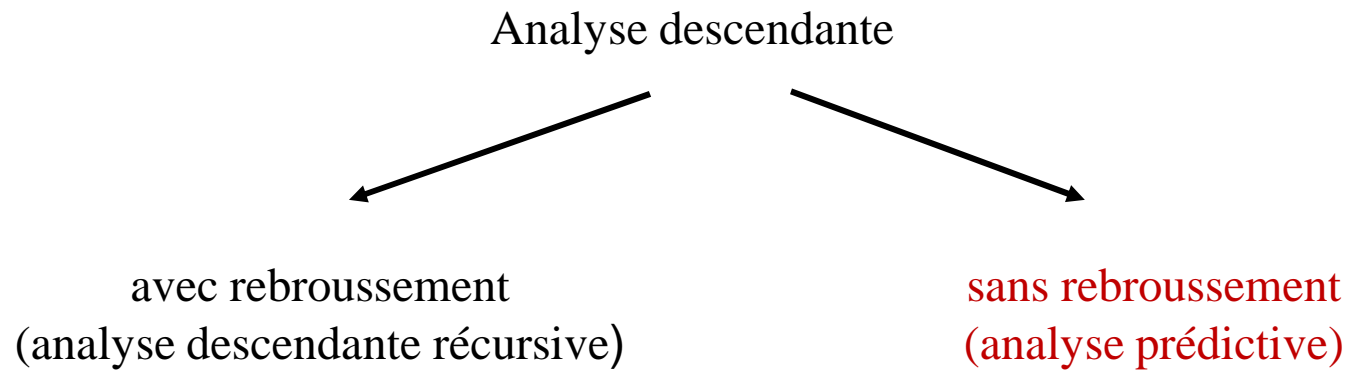 Analyse descendante
avec rebroussement
(analyse descendante récursive)
sans rebroussement
(analyse prédictive)